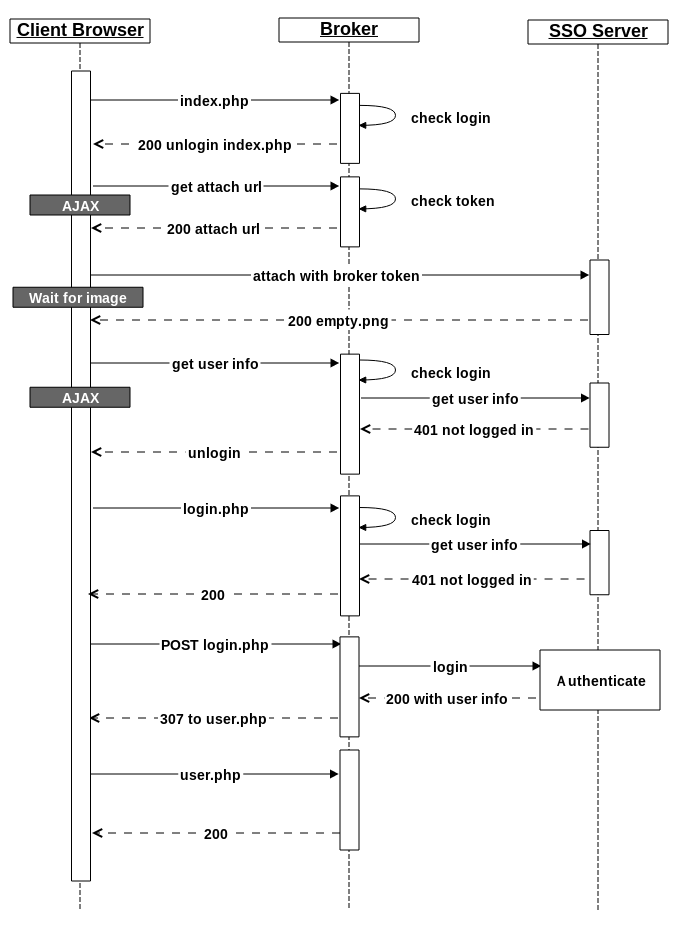 Client Browser
Broker
SSO Server
index.php
check login
200 unlogin index.php
get attach url
check token
AJAX
200 attach url
attach with broker token
Wait for image
200 empty.png
get user info
check login
AJAX
get user info
401 not logged in
unlogin
login.php
check login
get user info
401 not logged in
200
POST login.php
login
Authenticate
200 with user info
307 to user.php
user.php
200